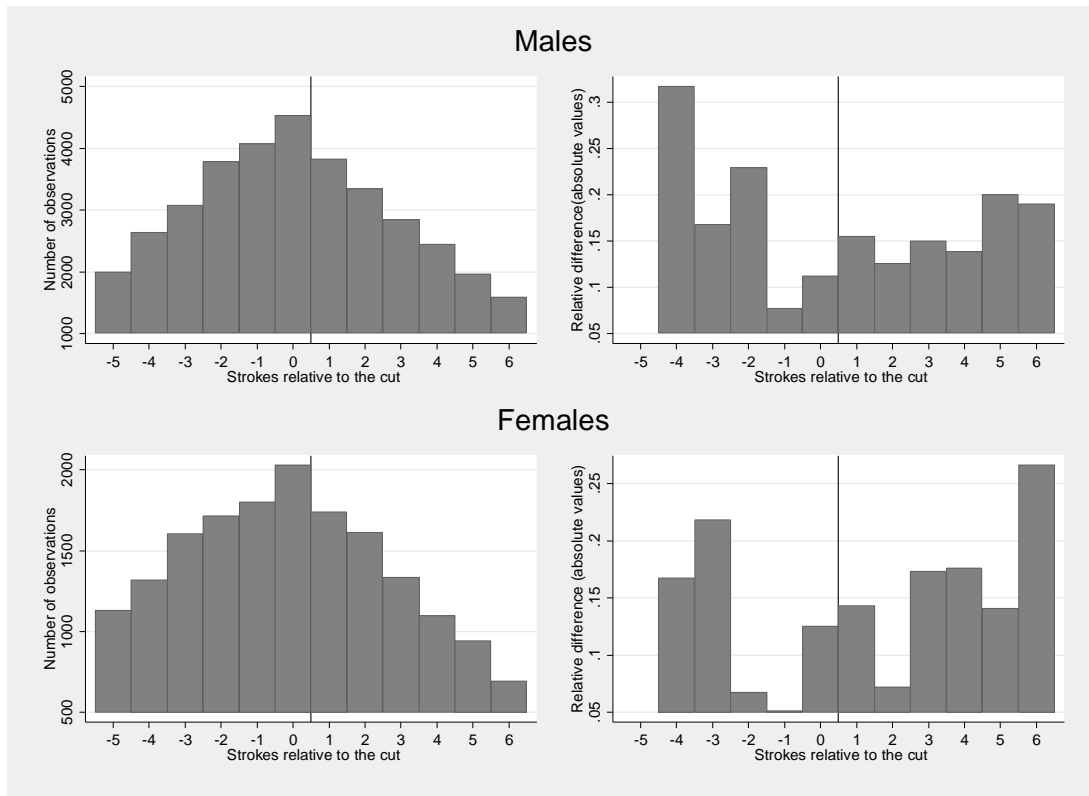 Males
Number of observations
5000
4000
3000
2000
1000
-5 -4 -3 -2 -1 0 1 2 3 4 5 6
Strokes relative to the cut
Relative difference(absolute values)
.3
.25
.2
.15
.1
.05
-5 -4 -3 -2 -1 0 1 2 3 4 5 6
Strokes relative to the cut
Females
Number of observations
2000
1500
1000
500
-5 -4 -3 -2 -1 0 1 2 3 4 5 6
Strokes relative to the cut
Relative difference (absolute values)
.25
.2
.15
.1
.05
-5 -4 -3 -2 -1 0 1 2 3 4 5 6
Strokes relative to the cut